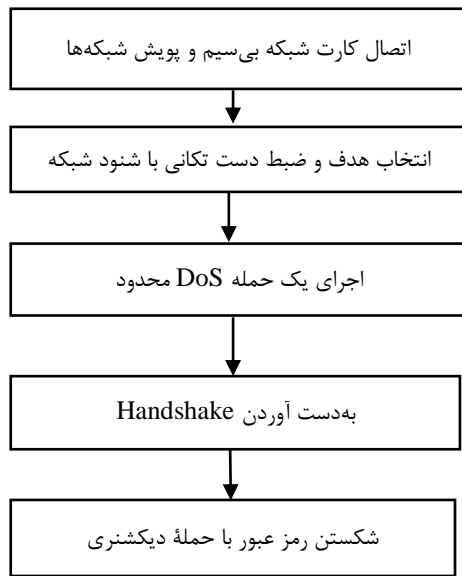 اتصال کارت شبکه بی‌سیم و پویش شبکه‌ها
انتخاب هدف و ضبط دست تکانی با شنود شبکه
اجرای یک حمله DoS محدود
به‌دست آوردن Handshake
شکستن رمز عبور با حملهٔ دیکشنری